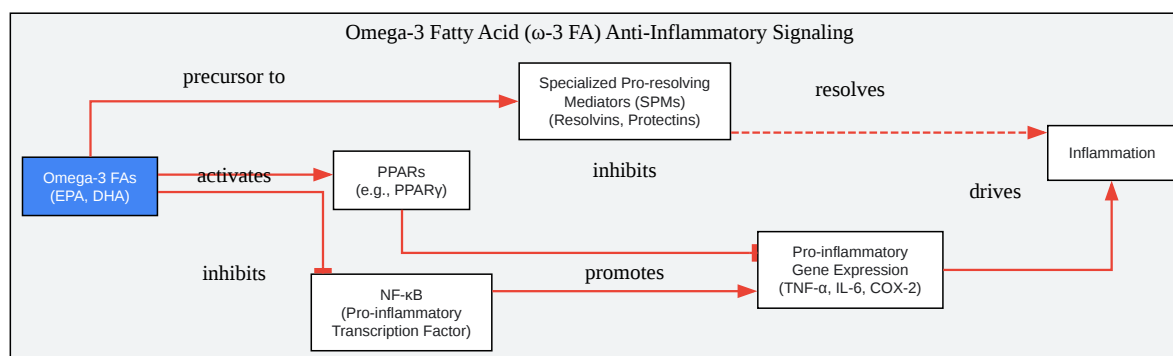 Omega-3 Fatty Acid (ω-3 FA) Anti-Inflammatory Signaling
precursor to
Specialized Pro-resolving
Mediators (SPMs)
(Resolvins, Protectins)
resolves
Inflammation
Omega-3 FAs
(EPA, DHA)
activates
PPARs
(e.g., PPARγ)
inhibits
drives
inhibits
NF-κB
(Pro-inflammatory
Transcription Factor)
promotes
Pro-inflammatory
Gene Expression
(TNF-α, IL-6, COX-2)